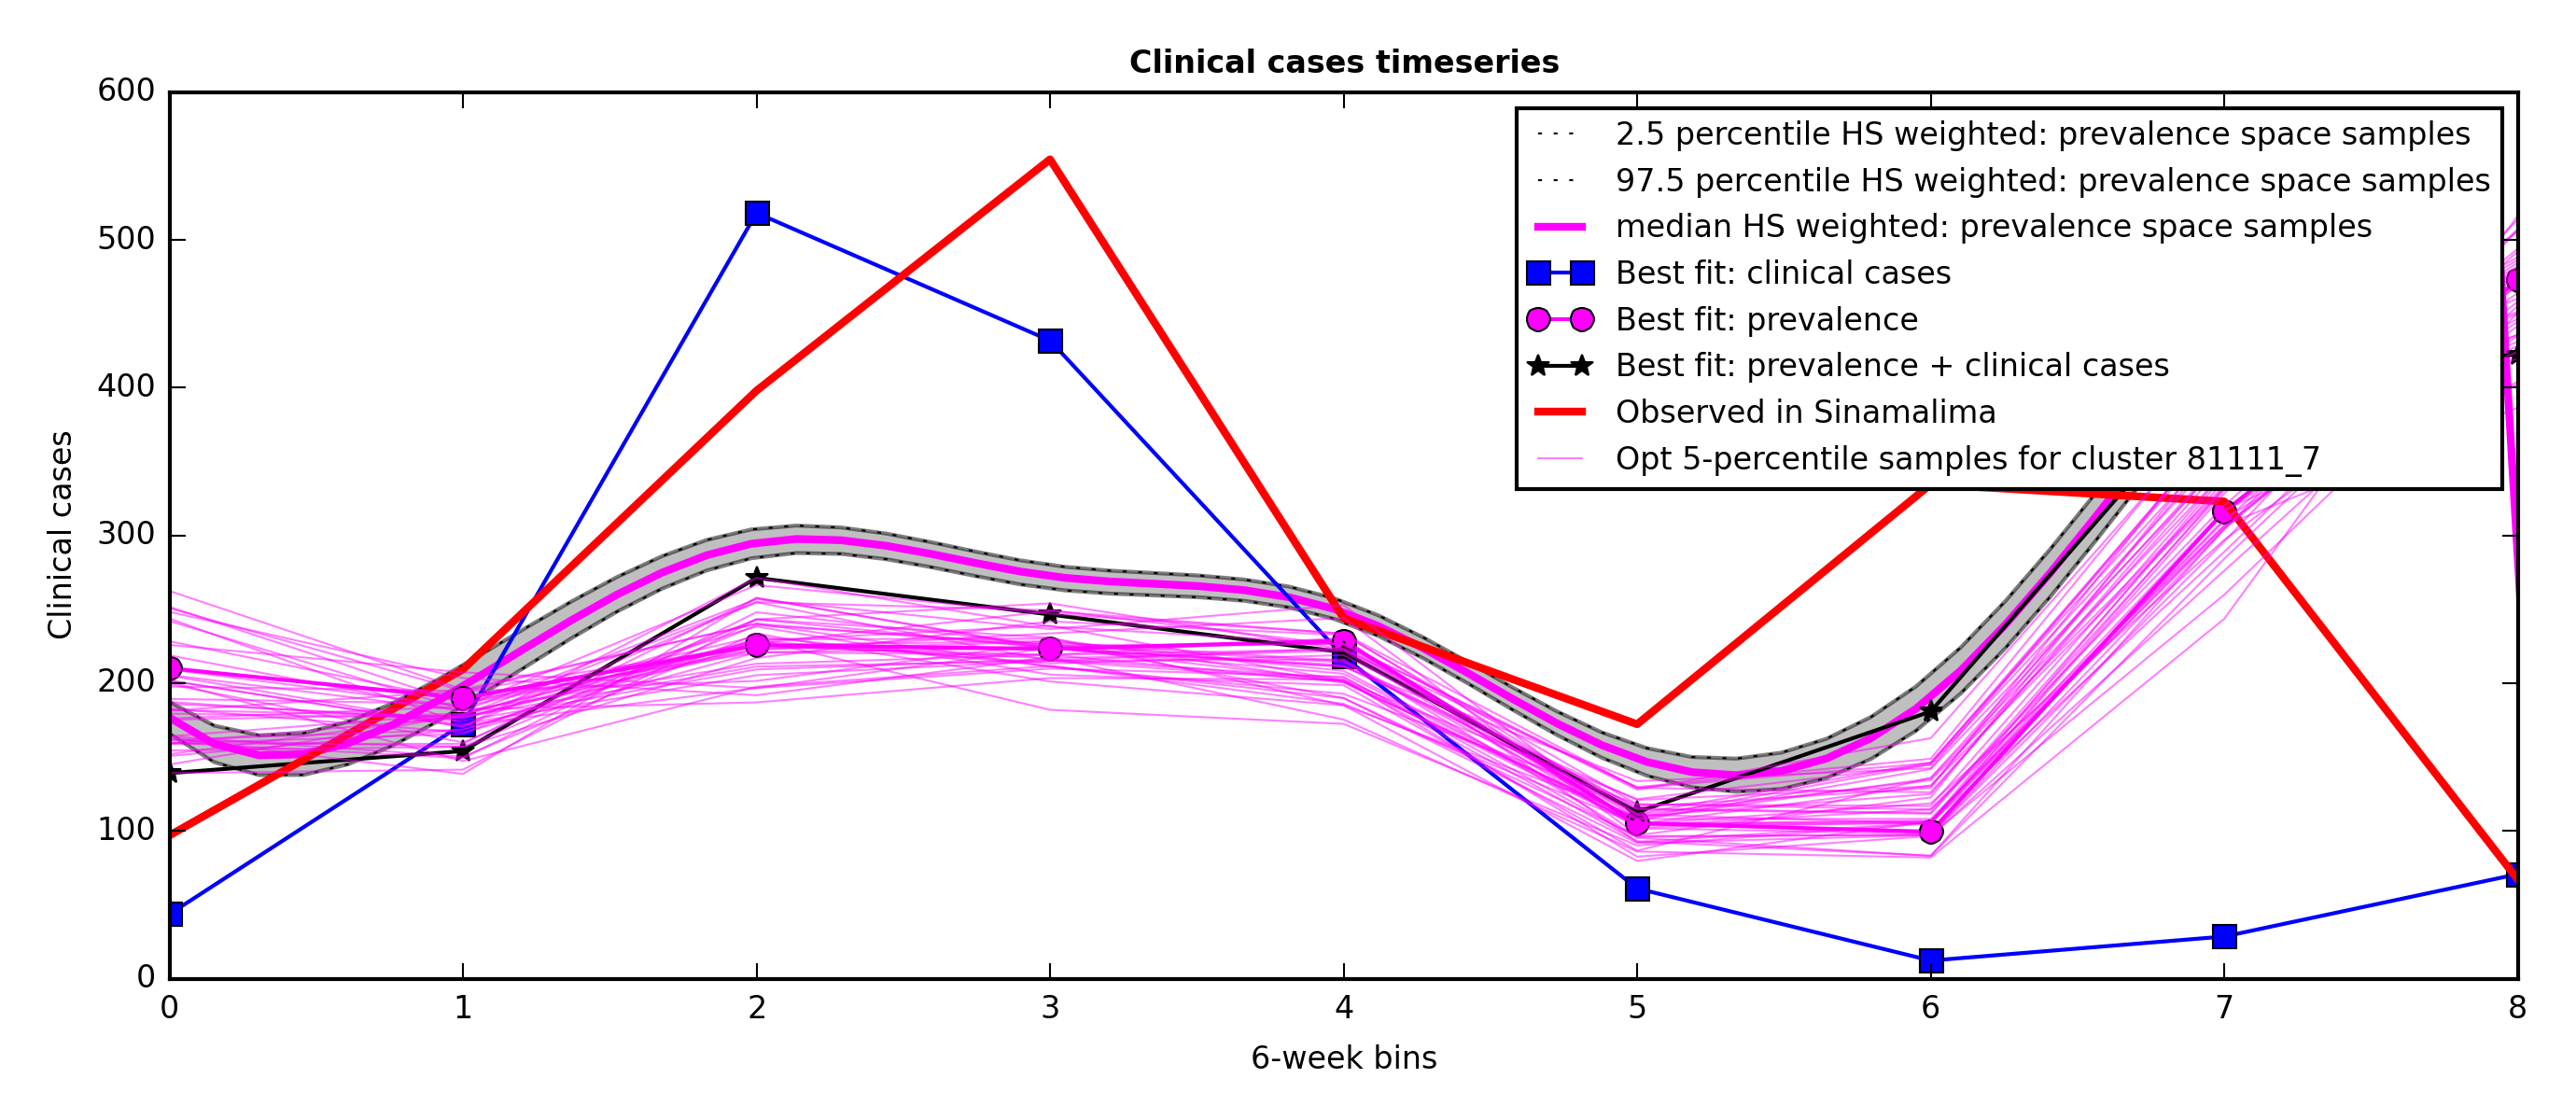 Clinical cases timeseries
600
500
400
300
200
100
0
Clinical cases
2.5 percentile HS weighted: prevalence space samples
97.5 percentile HS weighted: prevalence space samples
median HS weighted: prevalence space samples
Best fit: clinical cases
Best fit: prevalence
Best fit: prevalence + clinical cases
Observed in Sinamalima
Opt 5-percentile samples for cluster 81111_7
0 1 2 3 4 5 6 7 8
6-week bins